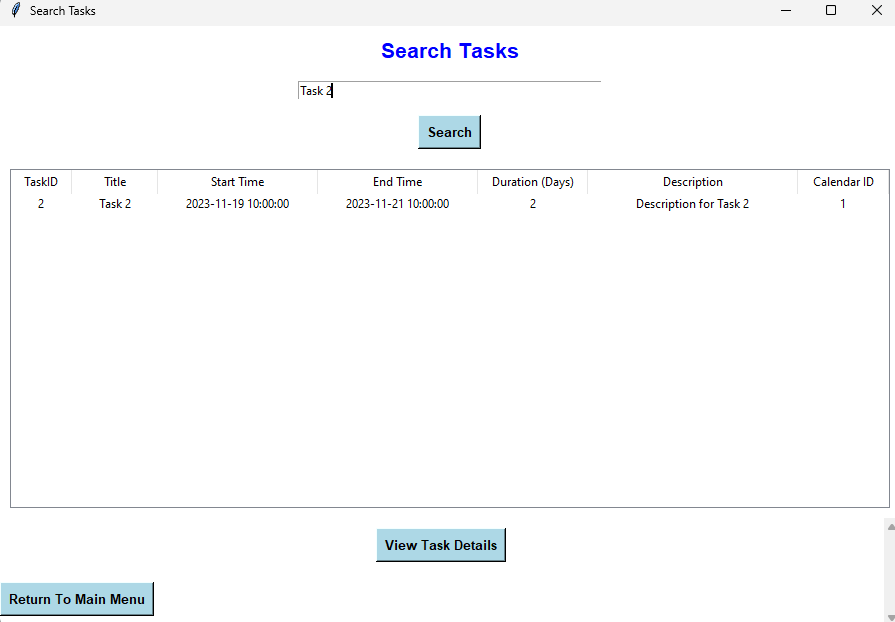 Search Tasks
Search Tasks
Task 2
Search
TaskID Title Start Time End Time Duration (Days) Description Calendar ID
2 Task 2 2023-11-19 10:00:00 2023-11-21 10:00:00 2 Description for Task 2 1
View Task Details
Return To Main Menu